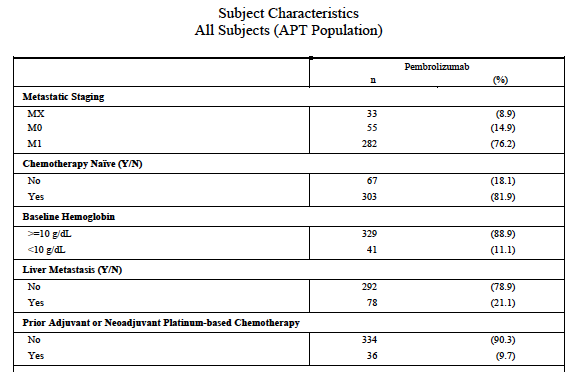 Subject Characteristics
All Subjects (APT Population)
Pembrolizumab
n (%)
Metastatic Staging
MX 33 (8.9)
M0 55 (14.9)
M1 282 (76.2)
Chemotherapy Naïve (Y/N)
No 67 (18.1)
Yes 303 (81.9)
Baseline Hemoglobin
>=10 g/dL 329 (88.9)
<10 g/dL 41 (11.1)
Liver Metastasis (Y/N)
No 292 (78.9)
Yes 78 (21.1)
Prior Adjuvant or Neoadjuvant Platinum-based Chemotherapy
No 334 (90.3)
Yes 36 (9.7)